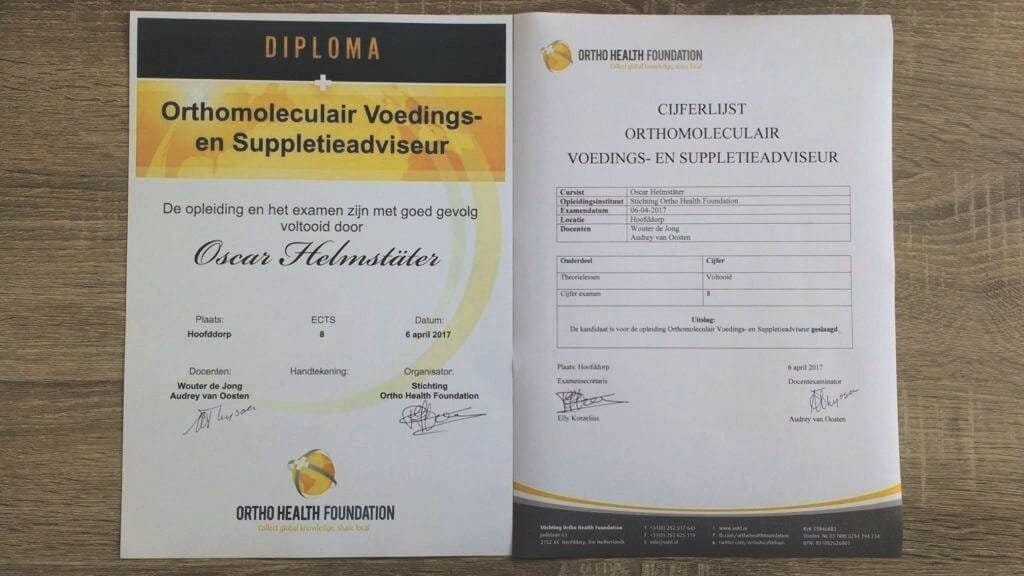 DIPLOMA
Orthomoleculair Voedings-
en Suppletieadviseur
De opleiding en het examen zijn met goed gevolg
voltooid door
Oscar Helmstäter
Plaats: ECTS Datum:
Hoofddorp 8 6 april 2017
Docenten: Handtekening: Organisator:
Wouter de Jong Stichting
Audrey van Oosten Ortho Health Foundation
ORTHO HEALTH FOUNDATION
Collect global knowledge, share local
ORTHO HEALTH FOUNDATION
Collect global knowledge, share local
CIJFERLIJST
ORTHOMOLECULAIR
VOEDINGS- EN SUPPLETIEADVISEUR
Cursist Oscar Helmstäter
Opleidingsinstituut Stichting Ortho Health Foundation
Examendatum 06-04-2017
Locatie Hoofddorp
Docenten Wouter de Jong
Audrey van Oosten
Onderdeel Cijfer
Theorielessen Voltooid
Cijfer examen 8
Uitslag:
De kandidaat is voor de opleiding Orthomoleculair Voedings- en Suppletieadviseur geslaagd.
Plaats: Hoofddorp 6 april 2017
Examensecretaris Docentexaminator
Elly Korzelius Audrey van Oosten
Stichting Ortho Health Foundation
Hoofddorp, the Netherlands